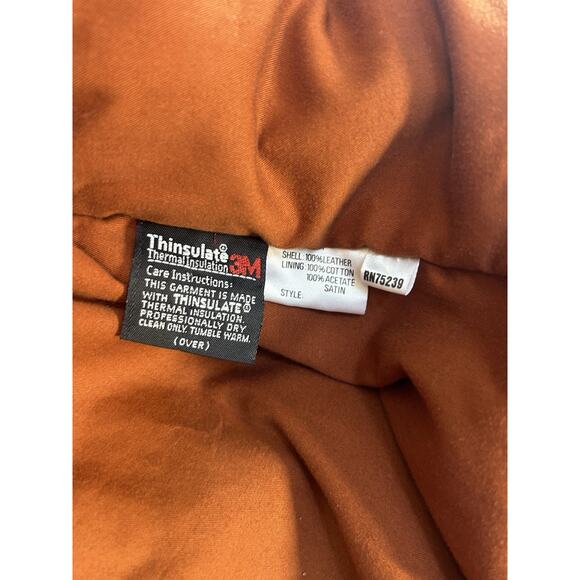 Thinsulate®
Thermal Insulation 3M
Care Instructions:
THIS GARMENT IS MADE
WITH THINSULATE®
THERMAL INSULATION.
PROFESSIONALLY DRY
CLEAN ONLY. TUMBLE WARM.
(OVER)
SHELL: 100%LEATHER
LINING: 100%COTTON
100%ACETATE
SATIN
STYLE:
RN75239